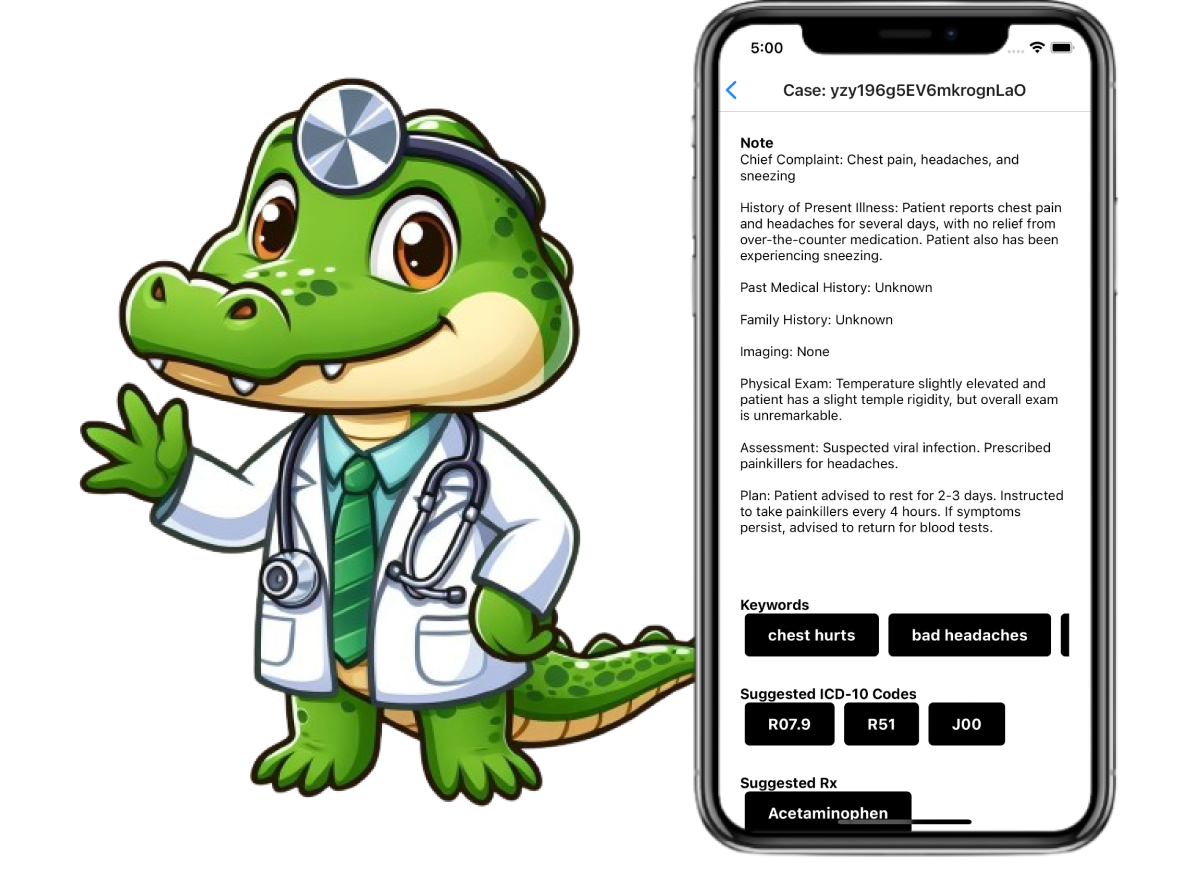 5:00
Case: yzy196g5EV6mkrognLaO
Note
Chief Complaint: Chest pain, headaches, and
sneezing
History of Present Illness: Patient reports chest pain
and headaches for several days, with no relief from
over-the-counter medication. Patient also has been
experiencing sneezing.
Past Medical History: Unknown
Family History: Unknown
Imaging: None
Physical Exam: Temperature slightly elevated and
patient has a slight temple rigidity, but overall exam
is unremarkable.
Assessment: Suspected viral infection. Prescribed
painkillers for headaches.
Plan: Patient advised to rest for 2-3 days. Instructed
to take painkillers every 4 hours. If symptoms
persist, advised to return for blood tests.
Keywords
chest hurts bad headaches
Suggested ICD-10 Codes
R07.9 R51 J00
Suggested Rx
Acetaminophen